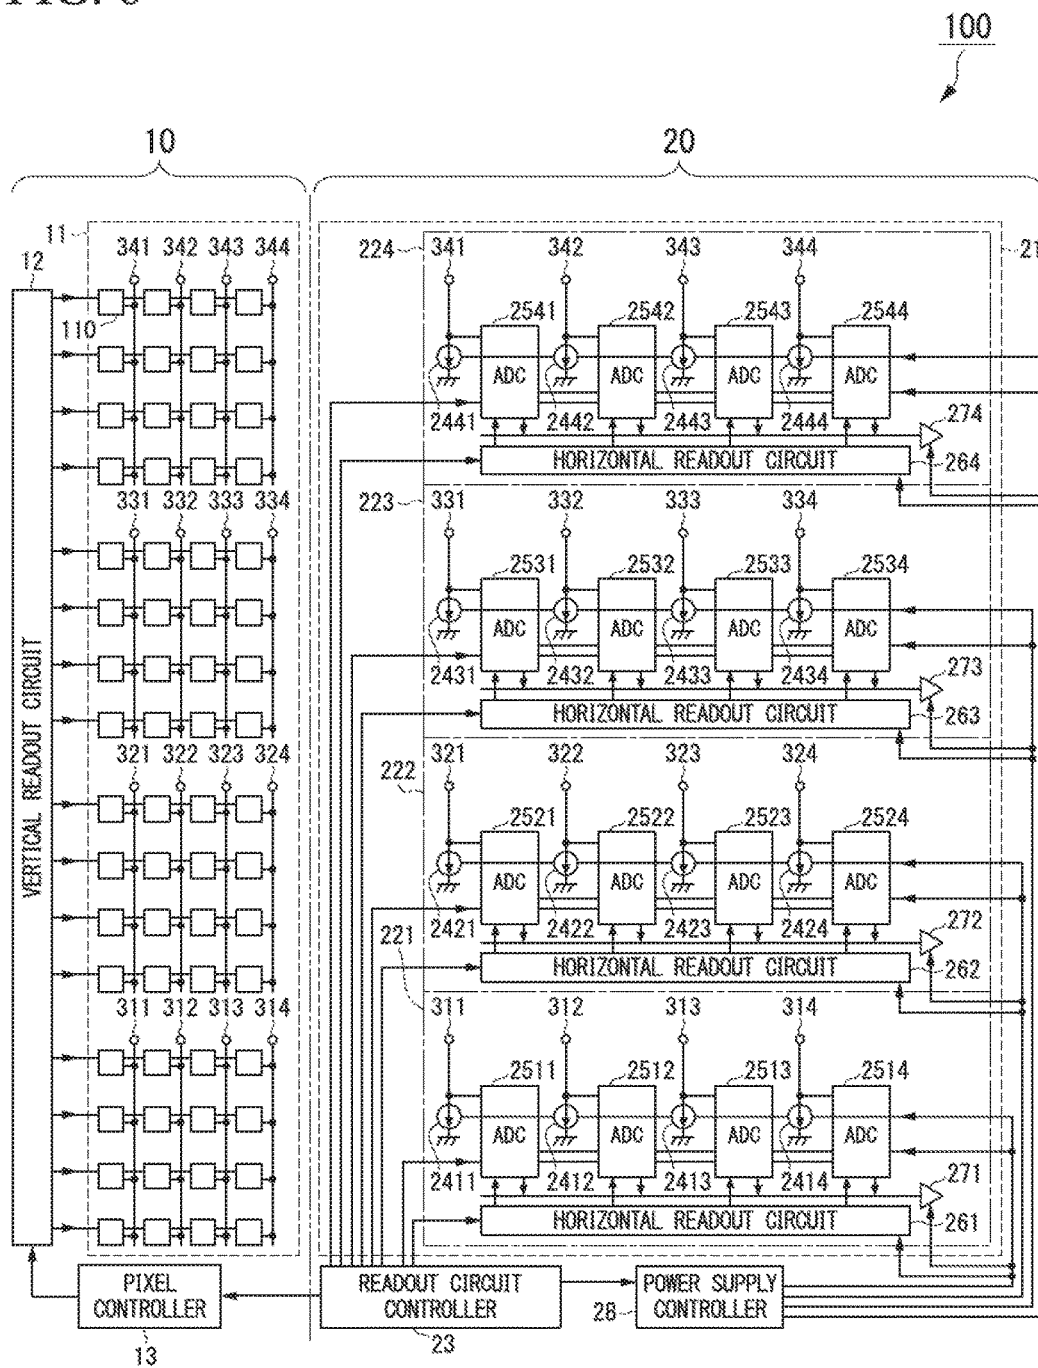 100
10
20
11
341 342 343 344
12
110
331 332 333 334
321 322 323 324
311 312 313 314
VERTICAL READOUT CIRCUIT
224
341 342 343 344
21
2541 2542 2543 2544
ADC ADC ADC ADC
2441 2442 2443 2444
274
HORIZONTAL READOUT CIRCUIT
264
223
331 332 333 334
2531 2532 2533 2534
ADC ADC ADC ADC
2431 2432 2433 2434
273
HORIZONTAL READOUT CIRCUIT
263
222
321 322 323 324
2521 2522 2523 2524
ADC ADC ADC ADC
2421 2422 2423 2424
272
HORIZONTAL READOUT CIRCUIT
262
221
311 312 313 314
2511 2512 2513 2514
ADC ADC ADC ADC
2411 2412 2413 2414
271
HORIZONTAL READOUT CIRCUIT
261
PIXEL
CONTROLLER
13
READOUT CIRCUIT
CONTROLLER
23
POWER SUPPLY
CONTROLLER
28